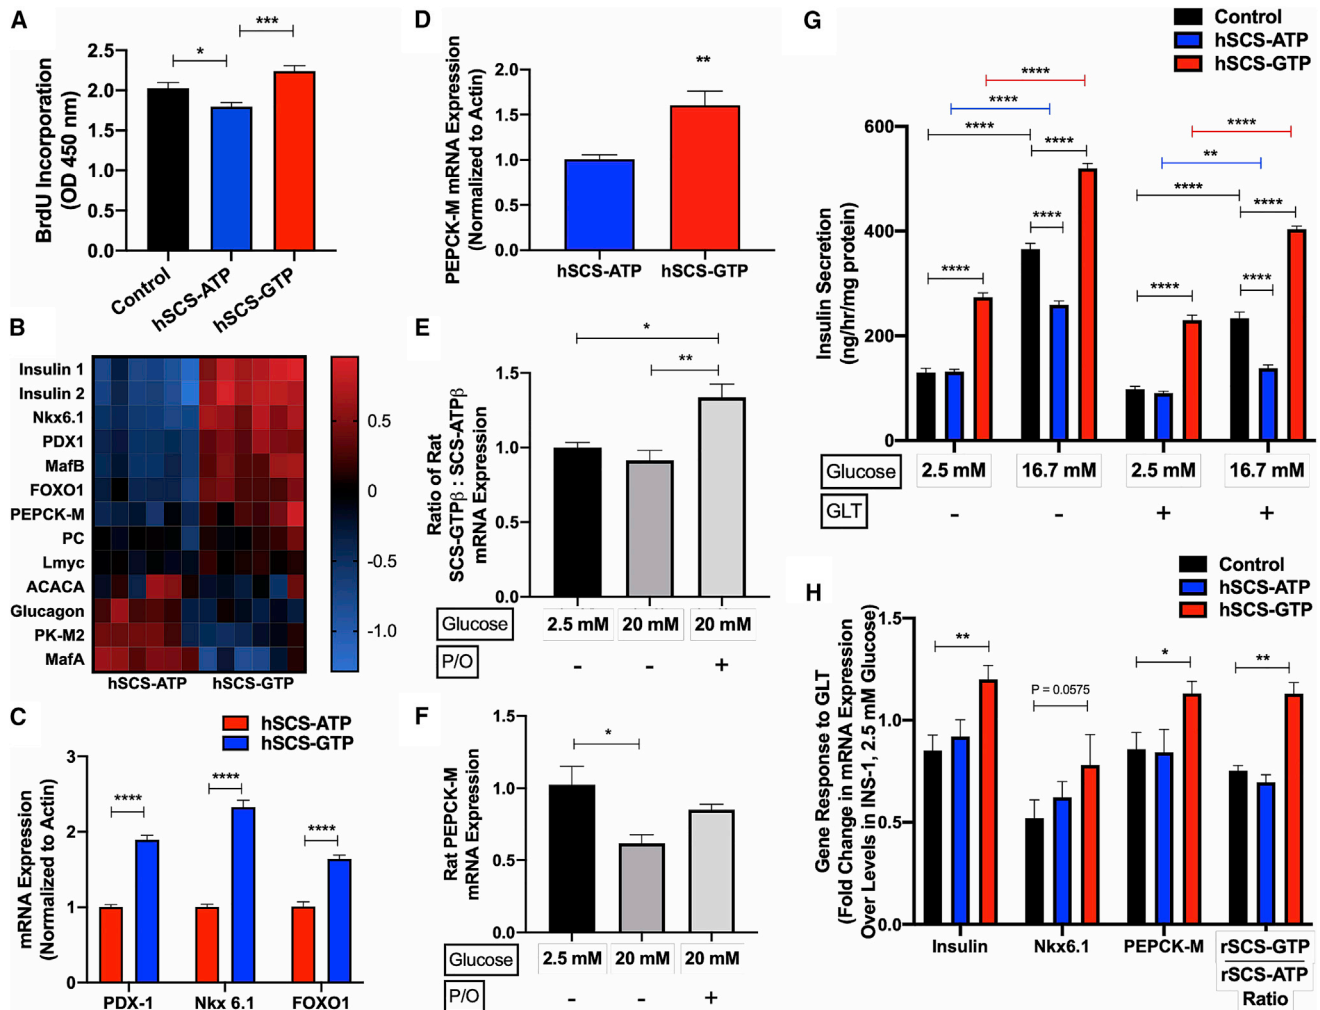 A
***
*
2.5
2.0
1.5
1.0
0.5
0.0
BrdU Incorporation
(OD 450 nm)
Control
hSCS-ATP
hSCS-GTP
B
Insulin 1
Insulin 2
Nkx6.1
PDX1
MafB
FOXO1
PEPCK-M
PC
Lmyc
ACACA
Glucagon
PK-M2
MafA
hSCS-ATP
hSCS-GTP
0.5
0
-0.5
-1.0
C
hSCS-ATP
hSCS-GTP
3
2
1
0
mRNA Expression
(Normalized to Actin)
****
****
****
PDX-1
Nkx 6.1
FOXO1
D
**
2.0
1.5
1.0
0.5
0.0
PEPCK-M mRNA Expression
(Normalized to Actin)
hSCS-ATP
hSCS-GTP
E
*
**
1.5
1.0
0.5
0.0
Ratio of Rat
SCS-GTPβ : SCS-ATPβ
mRNA Expression
Glucose
2.5 mM
20 mM
20 mM
P/O
-
-
+
F
*
1.5
1.0
0.5
0.0
Rat PEPCK-M
mRNA Expression
Glucose
2.5 mM
20 mM
20 mM
P/O
-
-
+
G
Control
hSCS-ATP
hSCS-GTP
****
****
****
****
****
****
****
**
****
****
****
****
600
400
200
0
Insulin Secretion
(ng/hr/mg protein)
Glucose
2.5 mM
16.7 mM
2.5 mM
16.7 mM
GLT
-
-
+
+
H
Control
hSCS-ATP
hSCS-GTP
1.5
1.0
0.5
0.0
Gene Response to GLT
(Fold Change in mRNA Expression
Over Levels in INS-1, 2.5 mM Glucose)
**
P = 0.0575
*
**
Insulin
Nkx6.1
PEPCK-M
rSCS-GTP
rSCS-ATP
Ratio